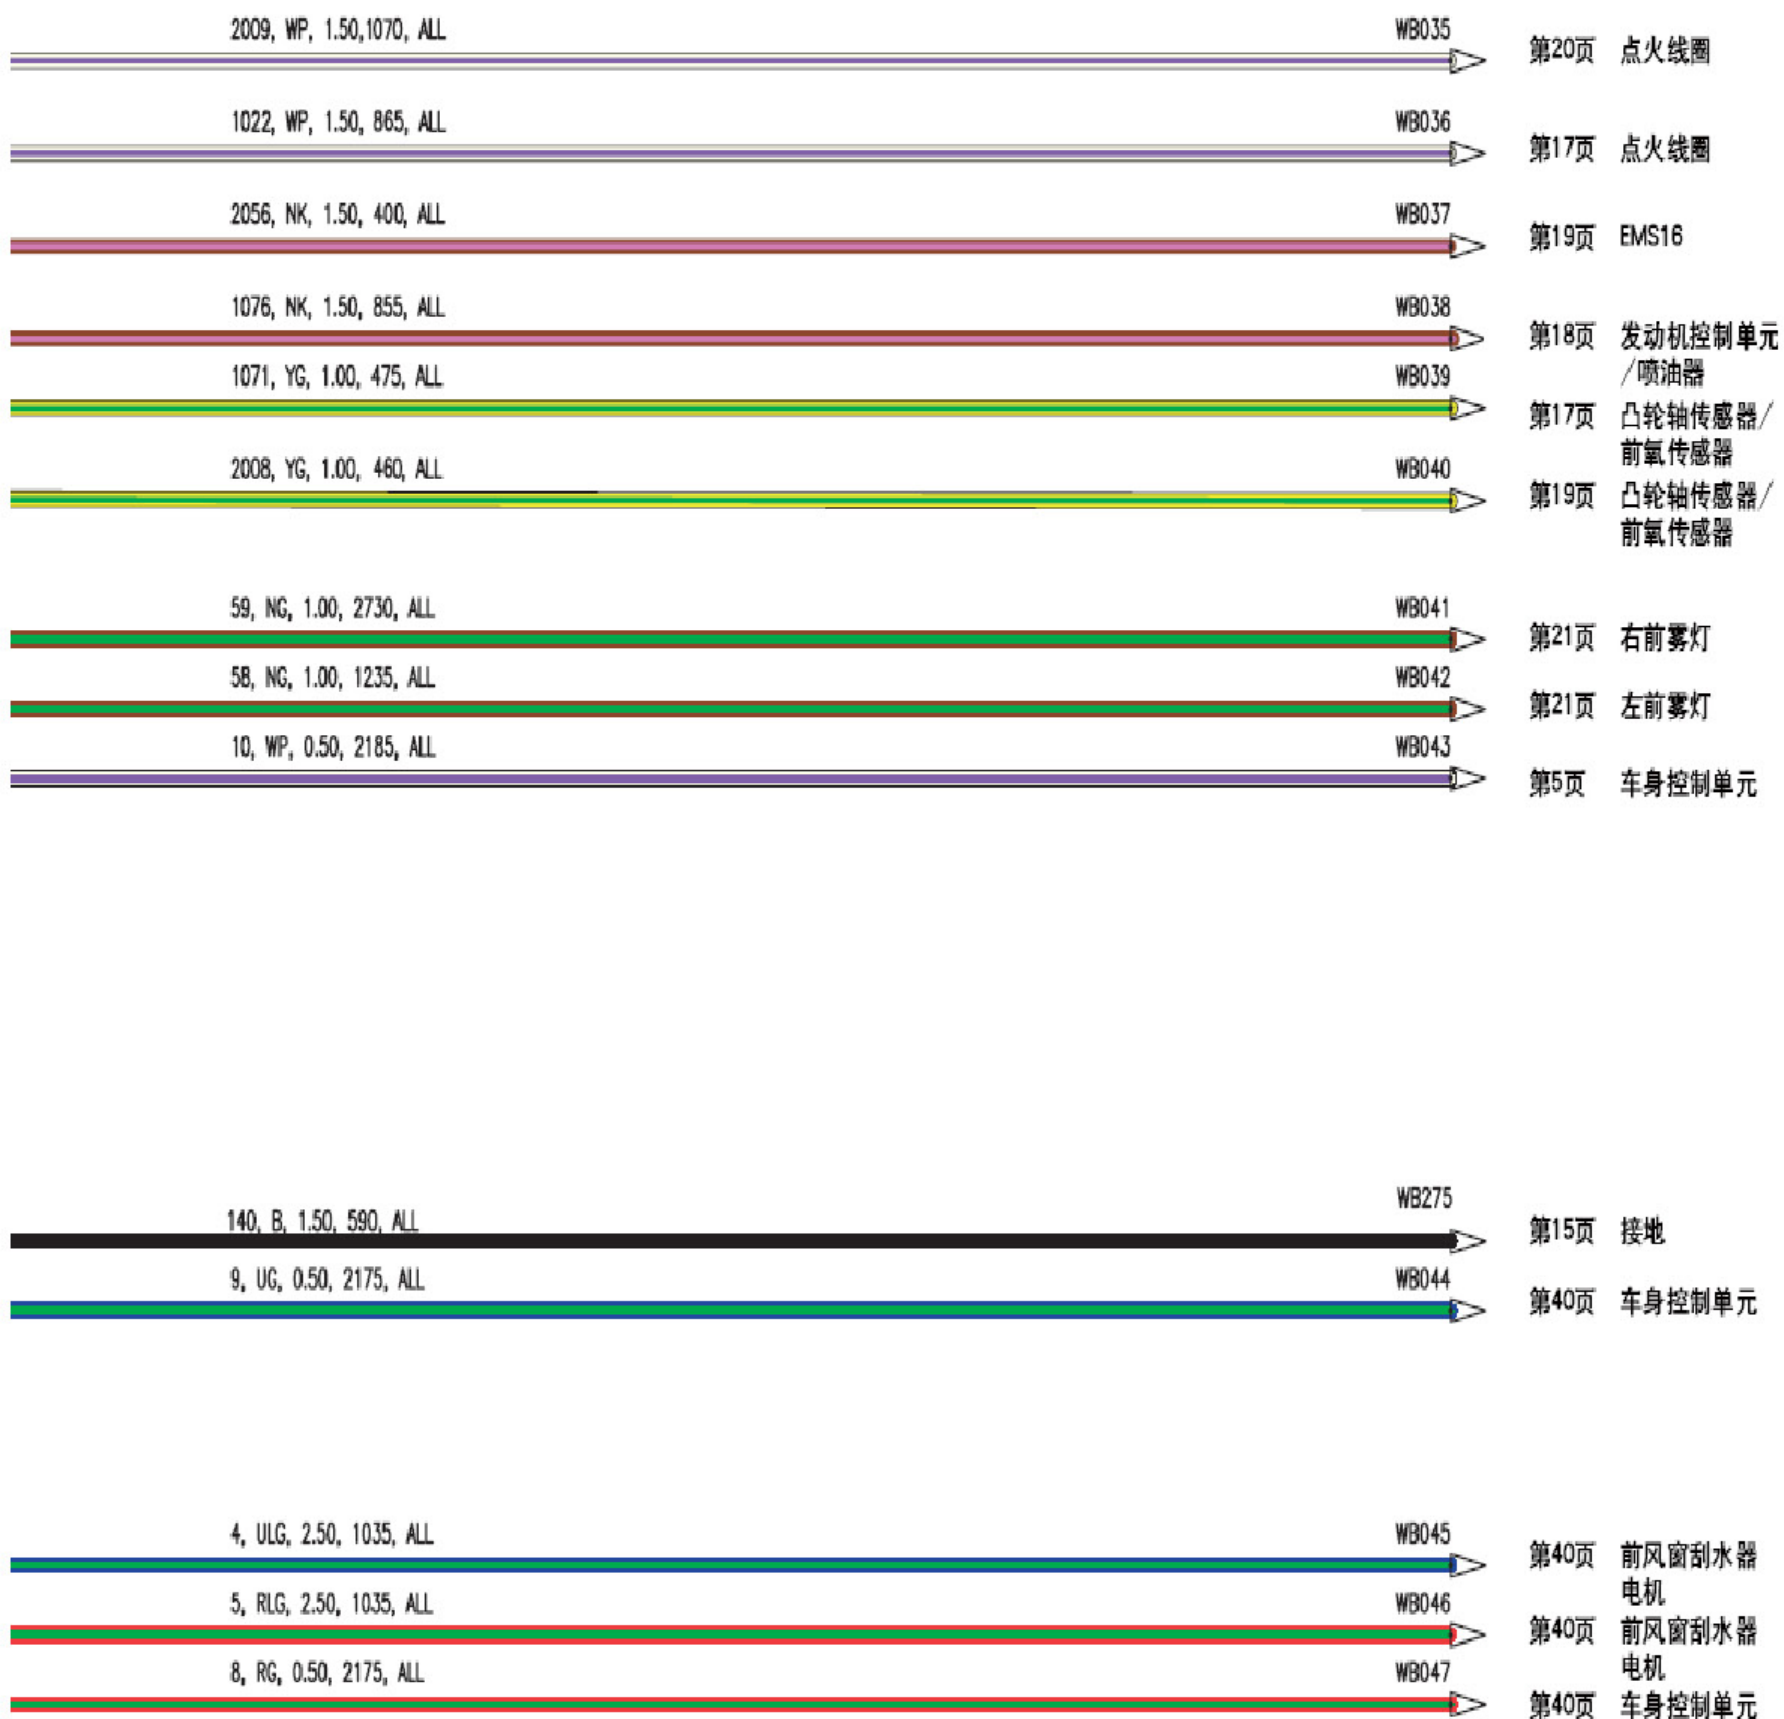 2009, WP, 1.50,1070, ALL WB035
第20页 点火线圈
1022, WP, 1.50, 865, ALL WB036
第17页 点火线圈
2056, NK, 1.50, 400, ALL WB037
第19页 EMS16
1076, NK, 1.50, 855, ALL WB038
第18页 发动机控制单元
/喷油器
1071, YG, 1.00, 475, ALL WB039
第17页 凸轮轴传感器/
前氧传感器
2008, YG, 1.00, 460, ALL WB040
第19页 凸轮轴传感器/
前氧传感器
59, NG, 1.00, 2730, ALL WB041
第21页 右前雾灯
58, NG, 1.00, 1235, ALL WB042
第21页 左前雾灯
10, WP, 0.50, 2185, ALL WB043
第5页 车身控制单元
140, B, 1.50, 590, ALL WB275
第15页 接地
9, UG, 0.50, 2175, ALL WB044
第40页 车身控制单元
4, ULG, 2.50, 1035, ALL WB045
第40页 前风窗刮水器
电机
5, RLG, 2.50, 1035, ALL WB046
第40页 前风窗刮水器
电机
8, RG, 0.50, 2175, ALL WB047
第40页 车身控制单元